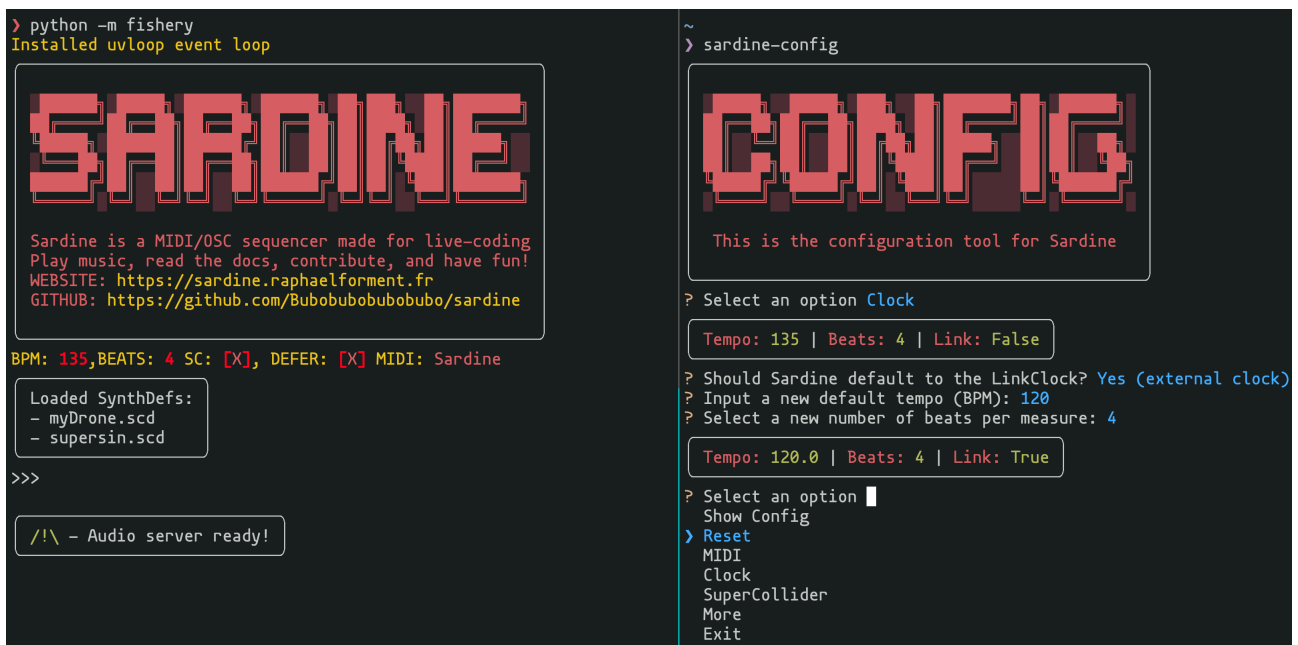 ❯ python -m fishery
Installed uvloop event loop
SARDINE
Sardine is a MIDI/OSC sequencer made for live-coding
Play music, read the docs, contribute, and have fun!
WEBSITE: https://sardine.raphaelforment.fr
GITHUB: https://github.com/Bubobubobubobubo/sardine
BPM: 135,BEATS: 4 SC: [X], DEFER: [X] MIDI: Sardine
Loaded SynthDefs:
- myDrone.scd
- supersin.scd
>>>
/!\ - Audio server ready!
~
❯ sardine-config
CONFIG
This is the configuration tool for Sardine
? Select an option Clock
Tempo: 135 | Beats: 4 | Link: False
? Should Sardine default to the LinkClock? Yes (external clock)
? Input a new default tempo (BPM): 120
? Select a new number of beats per measure: 4
Tempo: 120.0 | Beats: 4 | Link: True
? Select an option
Show Config
❯ Reset
MIDI
Clock
SuperCollider
More
Exit